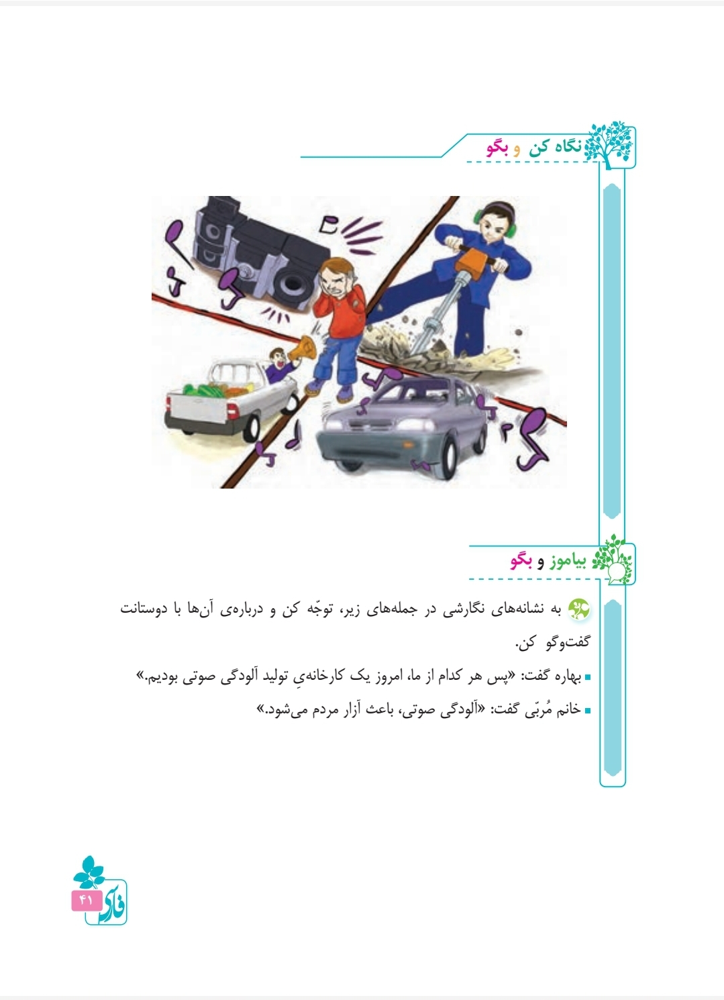 نگاه کن و بگو
بیاموز و بگو
به نشانه‌های نگارشی در جمله‌های زیر، توجّه کن و درباره‌ی آن‌ها با دوستانت
گفت‌وگو کن.
بهاره گفت: «پس هر کدام از ما، امروز یک کارخانه‌یِ تولید آلودگی صوتی بودیم.»
خانم مُربّی گفت: «آلودگی صوتی، باعث آزار مردم می‌شود.»
فارسی
۴۱